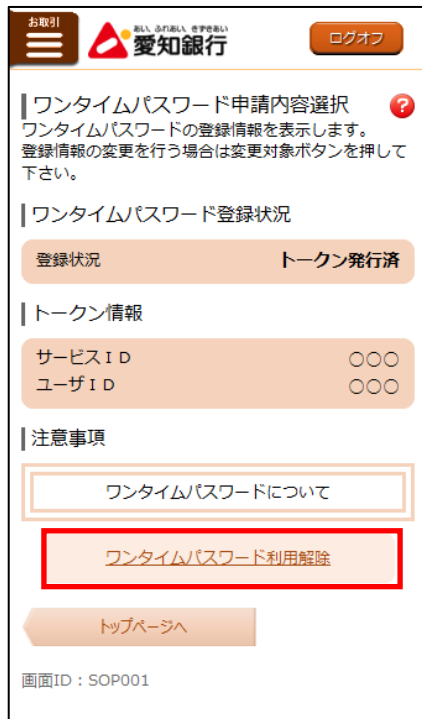 お取引
あい、ふれあい、きずきあい
愛知銀行
ログオフ
ワンタイムパスワード申請内容選択
?
ワンタイムパスワードの登録情報を表示します。
登録情報の変更を行う場合は変更対象ボタンを押して
下さい。
ワンタイムパスワード登録状況
登録状況 トークン発行済
トークン情報
サービスＩＤ ○○○
ユーザＩＤ ○○○
注意事項
ワンタイムパスワードについて
ワンタイムパスワード利用解除
トップページへ
画面ID：SOP001